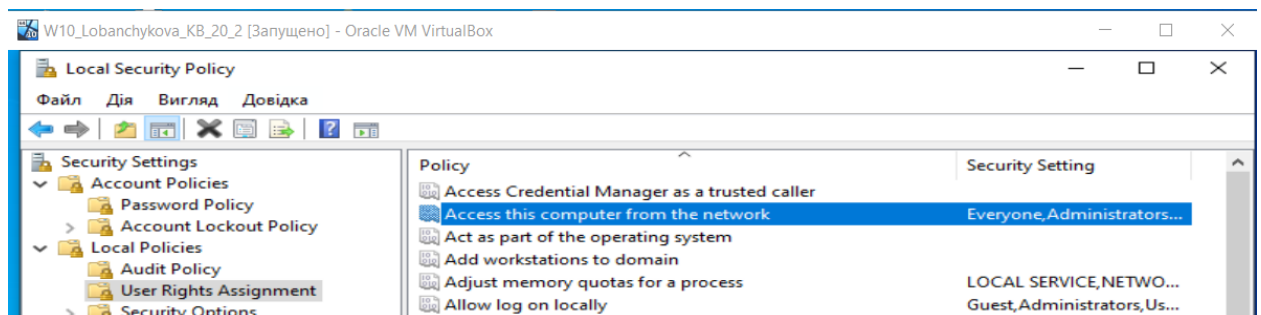 W10_Lobanchykova_KB_20_2 [Запущено] - Oracle VM VirtualBox
Local Security Policy
Файл Дія Вигляд Довідка
Security Settings
Account Policies
Password Policy
Account Lockout Policy
Local Policies
Audit Policy
User Rights Assignment
Security Options
Policy Security Setting
Access Credential Manager as a trusted caller
Access this computer from the network Everyone,Administrators...
Act as part of the operating system
Add workstations to domain
Adjust memory quotas for a process LOCAL SERVICE,NETWO...
Allow log on locally Guest,Administrators,Us...